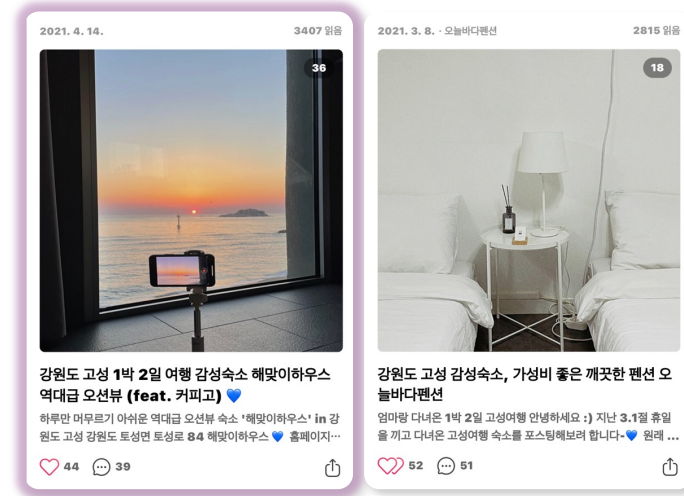 2021. 4. 14.
3407 읽음
36
강원도 고성 1박 2일 여행 감성숙소 해맞이하우스
역대급 오션뷰 (feat. 커피고) 💙
하루만 머무르기 아쉬운 역대급 오션뷰 숙소 '해맞이하우스' in 강
원도 고성 강원도 토성면 토성로 84 해맞이하우스 💙 홈페이지…
44
39
2021. 3. 8. · 오늘바다펜션
2815 읽음
18
강원도 고성 감성숙소, 가성비 좋은 깨끗한 펜션 오
늘바다펜션
엄마랑 다녀온 1박 2일 고성여행 안녕하세요 :) 지난 3.1절 휴일
을 끼고 다녀온 고성여행 숙소를 포스팅해보려 합니다-💙 원래 ...
52
51